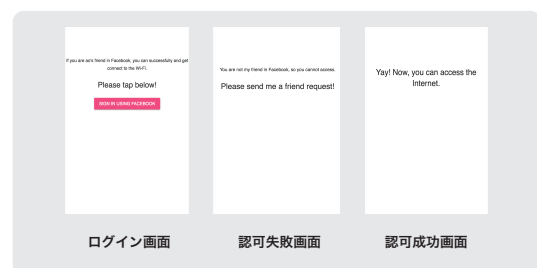 If you are ad's friend in Facebook, you can successfully and get
connect to the Wi-Fi.
Please tap below!
SIGN IN USING FACEBOOK
ログイン画面
You are not my friend in Facebook, so you cannot access.
Please send me a friend request!
認可失敗画面
Yay! Now, you can access the
Internet.
認可成功画面